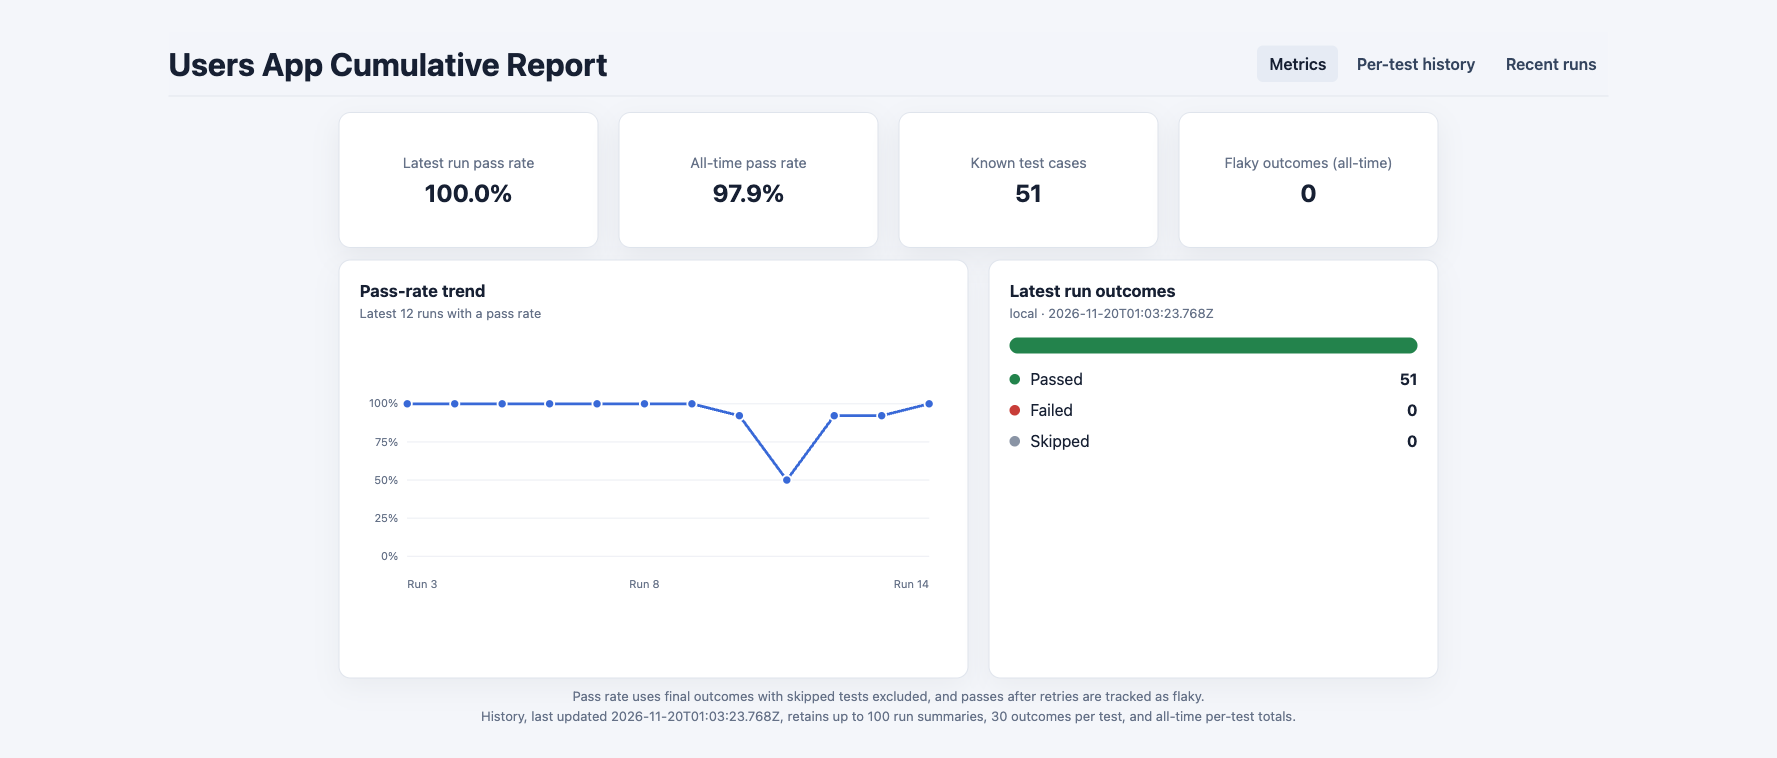 Users App Cumulative Report
Metrics
Per-test history
Recent runs
Latest run pass rate
100.0%
All-time pass rate
97.9%
Known test cases
51
Flaky outcomes (all-time)
0
Pass-rate trend
Latest 12 runs with a pass rate
100%
75%
50%
25%
0%
Run 3
Run 8
Run 14
Latest run outcomes
local · 2026-11-20T01:03:23.768Z
Passed 51
Failed 0
Skipped 0
Pass rate uses final outcomes with skipped tests excluded, and passes after retries are tracked as flaky.
History, last updated 2026-11-20T01:03:23.768Z, retains up to 100 run summaries, 30 outcomes per test, and all-time per-test totals.